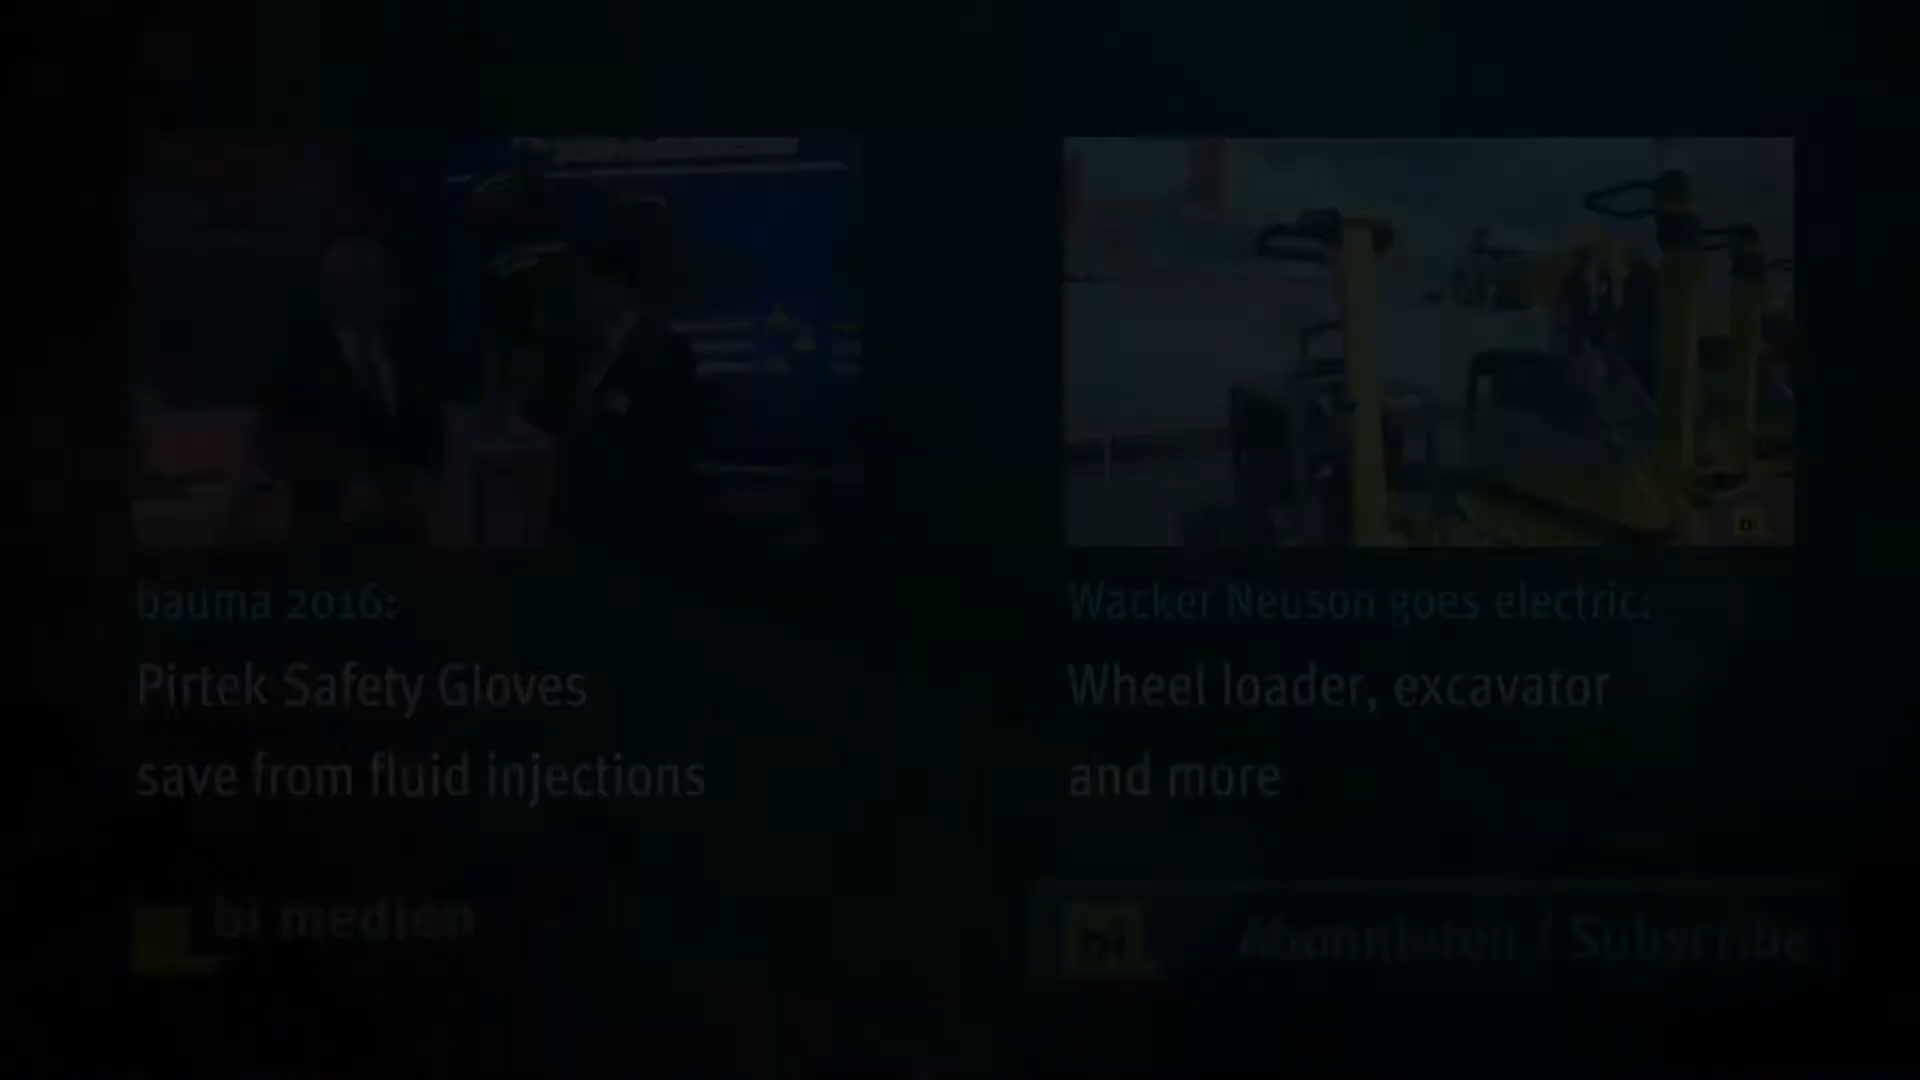 bauma 2016:
Pirtek Safety Gloves
save from fluid injections
Wacker Neuson goes electric:
Wheel loader, excavator
and more
bi
bi medien
bi
Abonnieren / Subscribe